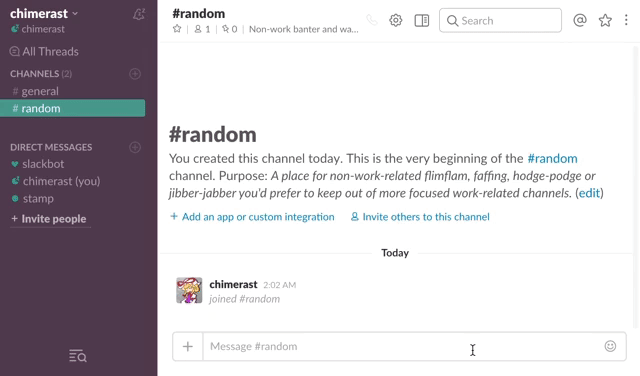 chimerast
chimerast
All Threads
CHANNELS (2)
# general
# random
DIRECT MESSAGES
slackbot
chimerast (you)
stamp
+ Invite people
#random
1 | 0 | Non-work banter and wa...
Search
#random
You created this channel today. This is the very beginning of the #random
channel. Purpose: A place for non-work-related flimflam, faffing, hodge-podge or
jibber-jabber you'd prefer to keep out of more focused work-related channels. (edit)
+ Add an app or custom integration
Invite others to this channel
Today
chimerast 2:02 AM
joined #random
Message #random